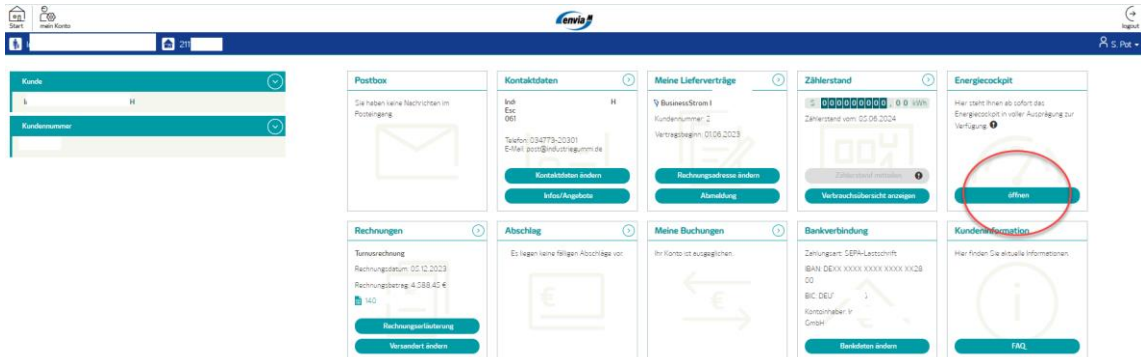 Start
mein Konto
envia
logout
211
S. Pot
Kunde
H
Kundennummer
Postbox
Sie haben keine Nachrichten im
Posteingang.
Kontaktdaten
H
Esc
061
Telefon: 034773-20301
E-Mail: post@industriegummi.de
Kontaktdaten ändern
Infos/Angebote
Meine Lieferverträge
BusinessStrom I
Kundennummer: 2
Vertragsbeginn: 01.06.2023
Rechnungsadresse ändern
Abmeldung
Zählerstand
S 000000000,00 kWh
Zählerstand vom: 05.06.2024
Zählerstand mitteilen
Verbrauchsübersicht anzeigen
Energiecockpit
Hier steht Ihnen ab sofort das
Energiecockpit in voller Ausprägung zur
Verfügung.
öffnen
Rechnungen
Turnusrechnung
Rechnungsdatum: 05.12.2023
Rechnungsbetrag: 4.588,45 €
140
Rechnungserläuterung
Versandart ändern
Abschlag
Es liegen keine fälligen Abschläge vor.
€
Meine Buchungen
Ihr Konto ist ausgeglichen.
€
Bankverbindung
Zahlungsart: SEPA-Lastschrift
IBAN: DEXX XXXX XXXX XXXX XX28
00
BIC: DEU
Kontoinhaber: Ir
GmbH
Bankdaten ändern
Kundeninformation
Hier finden Sie aktuelle Informationen.
FAQ